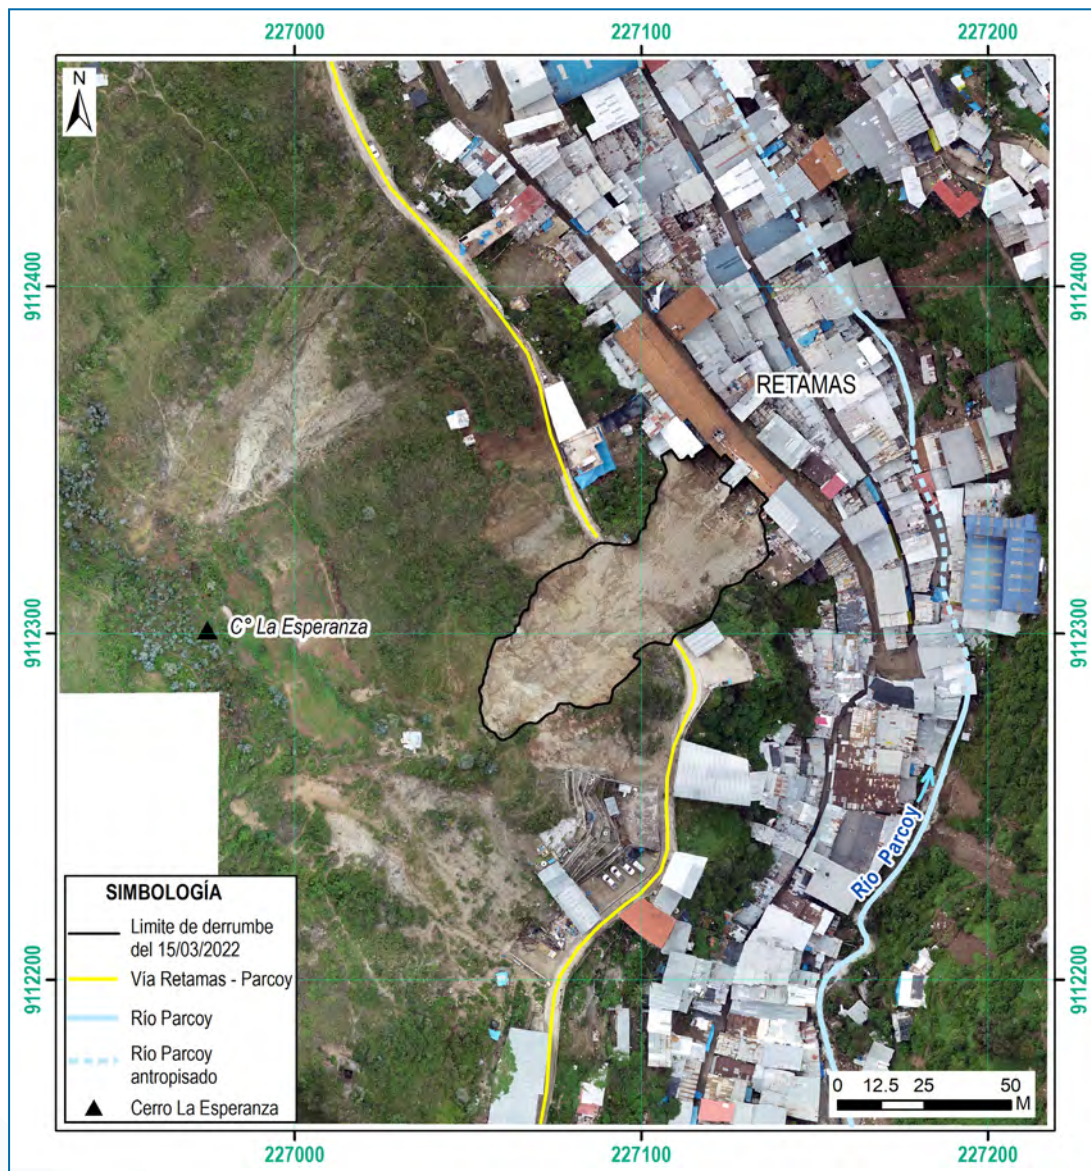 227000
227100
227200
N
9112400
9112400
RETAMAS
C° La Esperanza
9112300
9112300
Río Parcoy
SIMBOLOGÍA
Limite de derrumbe
del 15/03/2022
Vía Retamas - Parcoy
Río Parcoy
Río Parcoy
antropisado
Cerro La Esperanza
9112200
9112200
0 12.5 25 50
M
227000
227100
227200